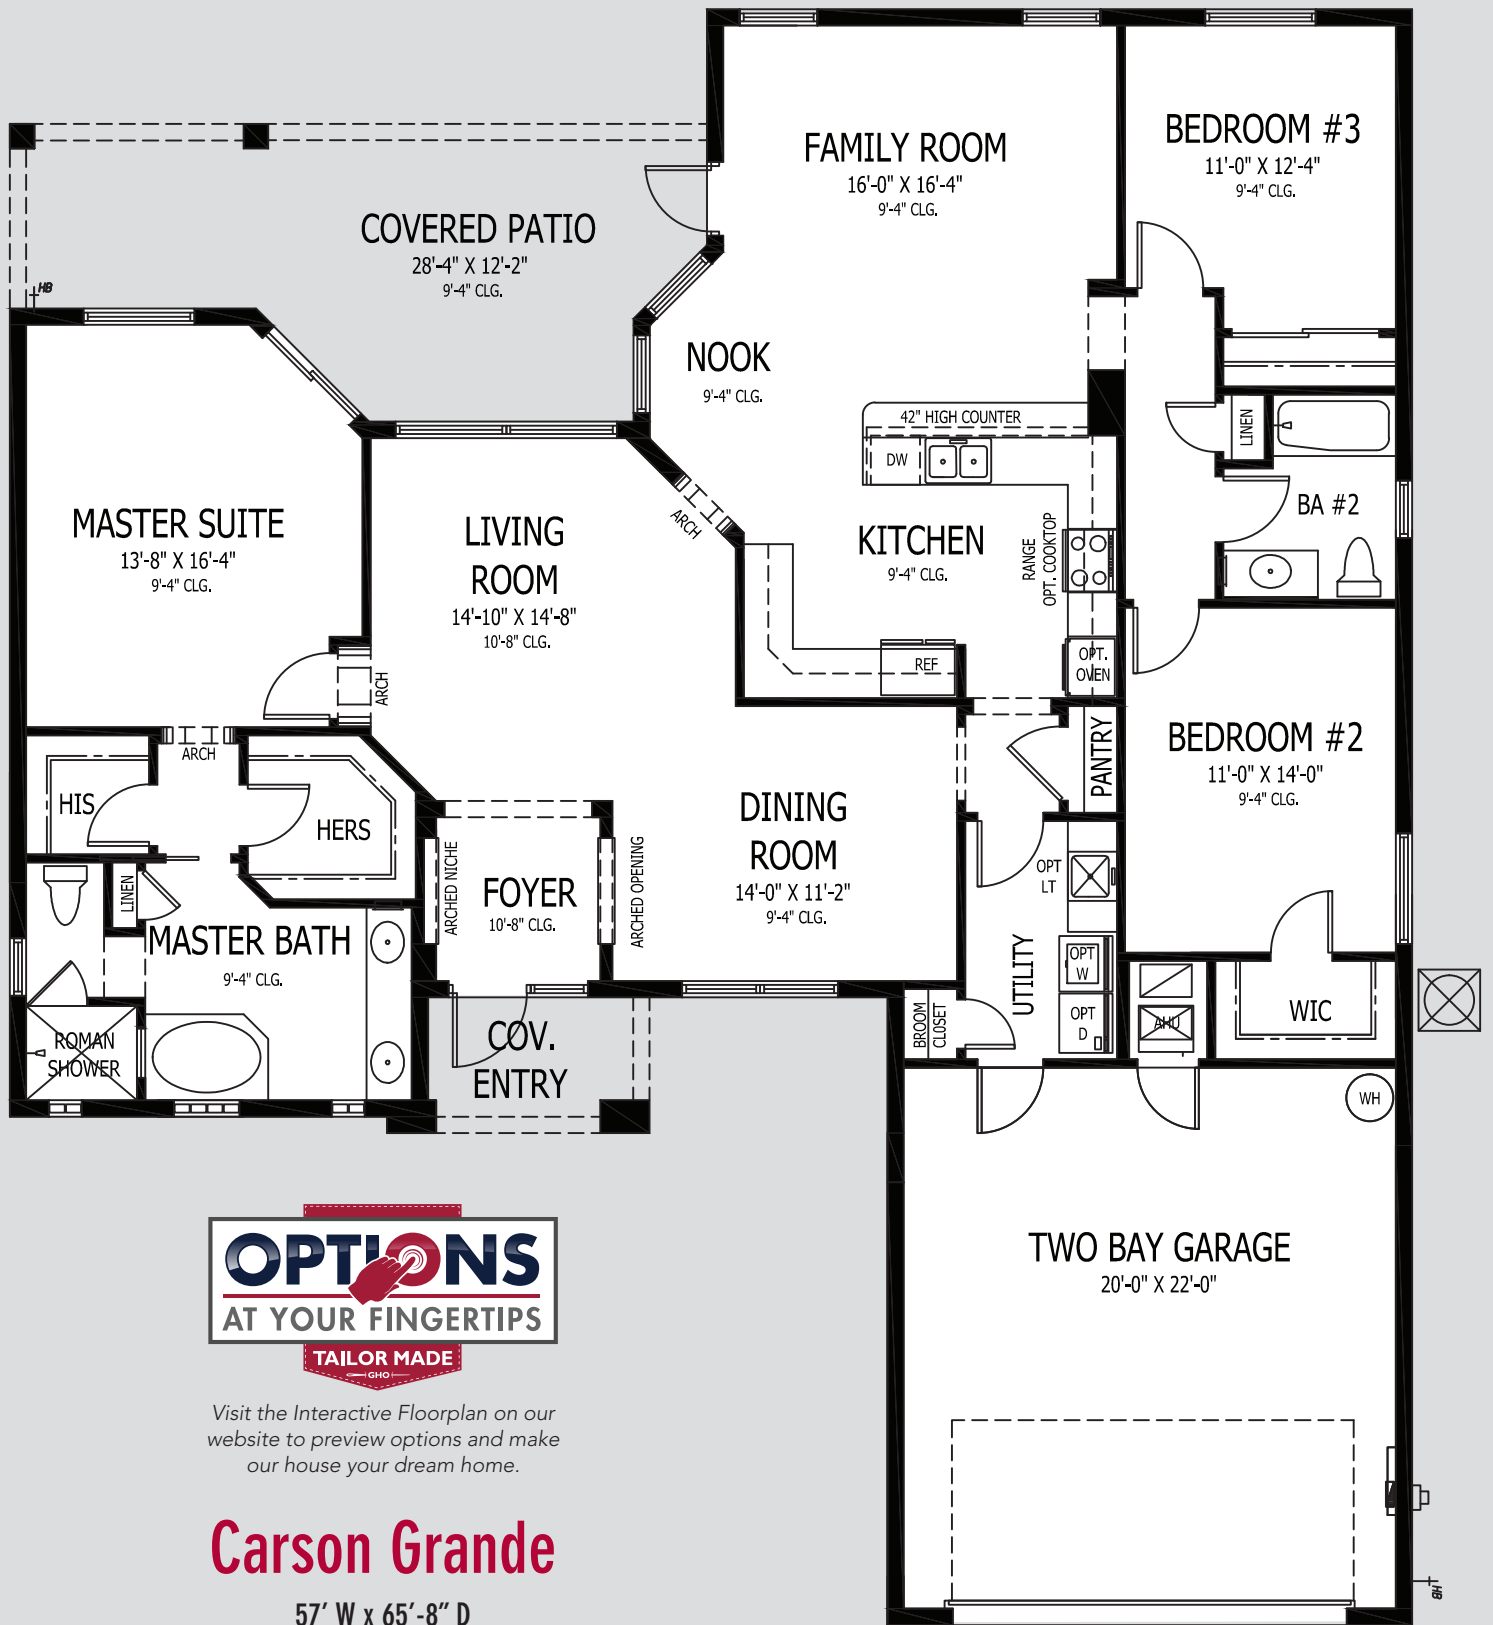 FAMILY ROOM
16'-0" X 16'-4"
9'-4" CLG.
BEDROOM #3
11'-0" X 12'-4"
9'-4" CLG.
COVERED PATIO
28'-4" X 12'-2"
9'-4" CLG.
HB
NOOK
9'-4" CLG.
42" HIGH COUNTER
DW
LINEN
BA #2
MASTER SUITE
13'-8" X 16'-4"
9'-4" CLG.
LIVING
ROOM
14'-10" X 14'-8"
10'-8" CLG.
ARCH
KITCHEN
9'-4" CLG.
RANGE
OPT. COOKTOP
REF
OPT.
OVEN
ARCH
ARCH
HIS
HERS
PANTRY
BEDROOM #2
11'-0" X 14'-0"
9'-4" CLG.
DINING
ROOM
14'-0" X 11'-2"
9'-4" CLG.
FOYER
10'-8" CLG.
ARCHED NICHE
ARCHED OPENING
LINEN
MASTER BATH
9'-4" CLG.
OPT
LT
UTILITY
OPT
W
OPT
D
BROOM
CLOSET
AHU
WIC
ROMAN
SHOWER
COV.
ENTRY
WH
TWO BAY GARAGE
20'-0" X 22'-0"
OPTIONS
AT YOUR FINGERTIPS
TAILOR MADE
GHO
Visit the Interactive Floorplan on our
website to preview options and make
our house your dream home.
Carson Grande
57' W x 65'-8" D
HB